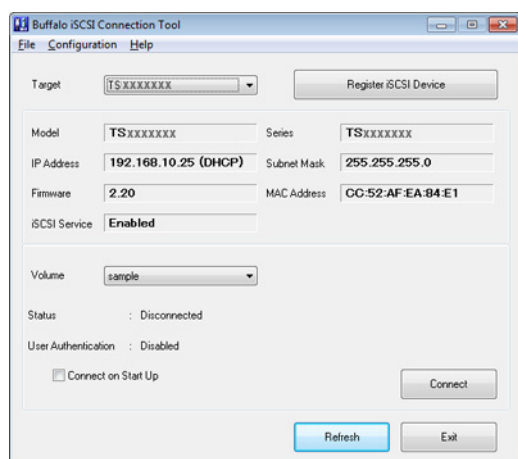 Buffalo iSCSI Connection Tool
File Configuration Help
Target TS:XXXXXXX Register iSCSI Device
Model TSXXXXXXX Series TSXXXXXXX
IP Address 192.168.10.25 (DHCP) Subnet Mask 255.255.255.0
Firmware 2.20 MAC Address CC:52:AF:EA:84:E1
iSCSI Service Enabled
Volume sample
Status : Disconnected
User Authentication : Disabled
Connect on Start Up
Connect
Refresh Exit